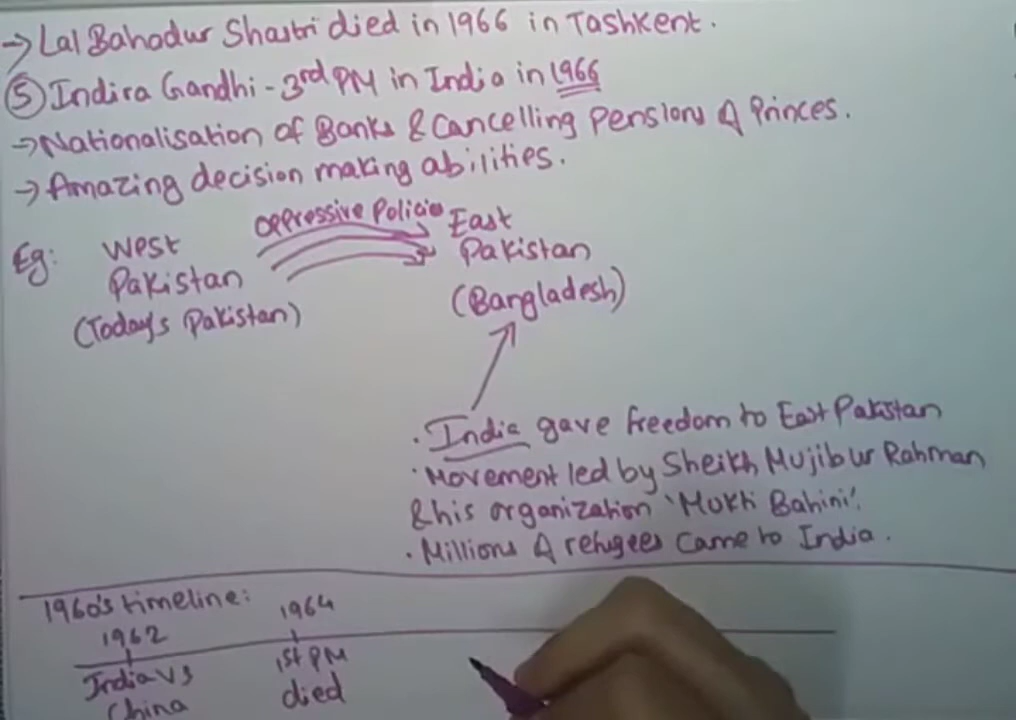 → Lal Bahadur Shastri died in 1966 in Tashkent.
⑤ Indira Gandhi - 3rd PM in India in 1966
→ Nationalisation of Banks & Cancelling pensions of Princes.
→ Amazing decision making abilities.
Eg: West Pakistan (Today's Pakistan)
oppressive Policies
East Pakistan (Bangladesh)
. India gave freedom to East Pakistan
. Movement led by Sheikh Mujibur Rahman
& his organization 'Mukti Bahini'.
. Millions of refugees came to India.
1960's timeline:
1962
India vs
China
1964
1st PM
died